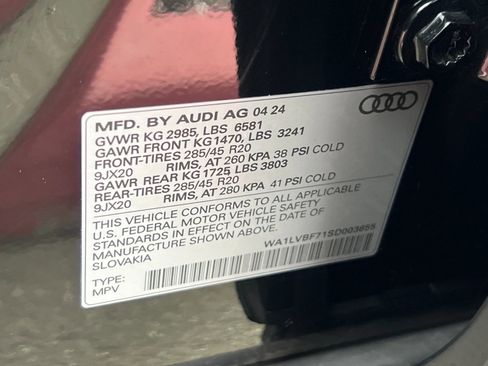 MFD. BY AUDI AG 04 24
GVWR KG 2985, LBS 6581
GAWR FRONT KG1470, LBS 3241
FRONT-TIRES 285/45 R20
9JX20 RIMS, AT 260 KPA 38 PSI COLD
GAWR REAR KG1725 LBS 3803
REAR-TIRES 285/45 R20
9JX20 RIMS, AT 280 KPA 41 PSI COLD
THIS VEHICLE CONFORMS TO ALL APPLICABLE
U.S. FEDERAL MOTOR VEHICLE SAFETY
STANDARDS IN EFFECT ON THE DATE OF
MANUFACTURE SHOWN ABOVE.
SLOVAKIA
WA1LVBF71SD003655
TYPE:
MPV